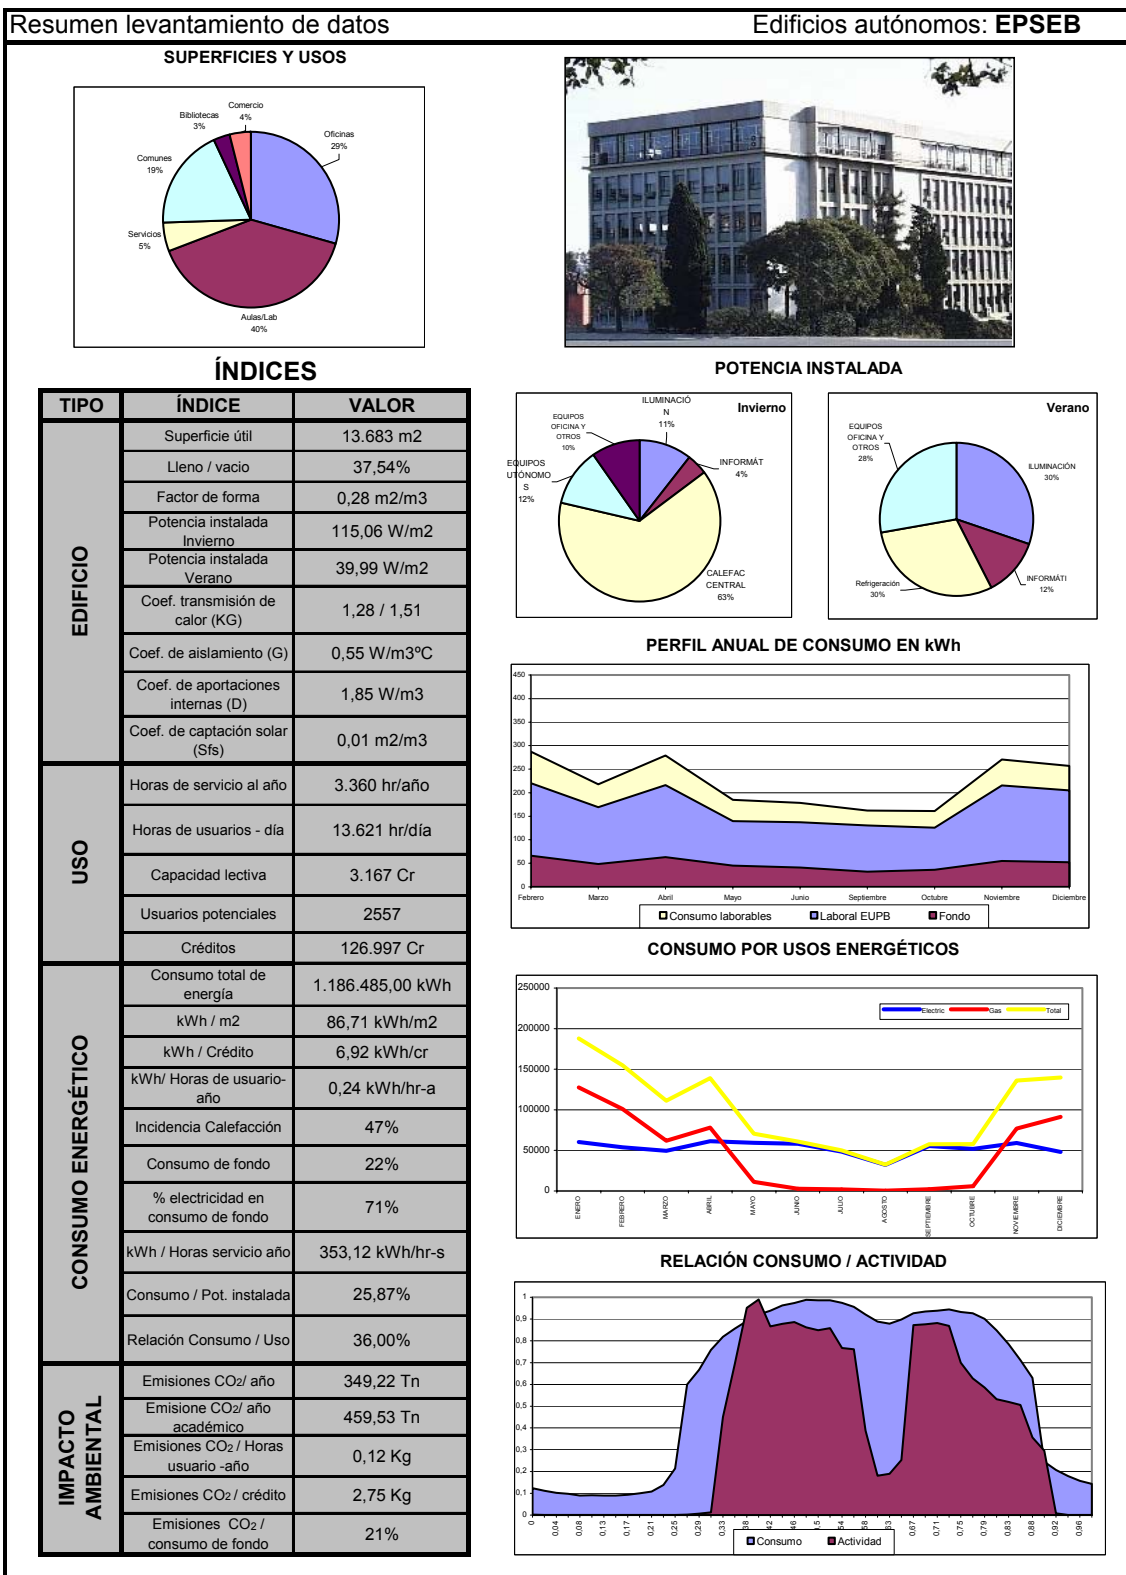 Resumen levantamiento de datos
Edificios autónomos: EPSEB
SUPERFICIES Y USOS
Comercio
4%
Bibliotecas
3%
Oficinas
29%
Comunes
19%
Servicios
5%
Aulas/Lab
40%
ÍNDICES
TIPO ÍNDICE VALOR
EDIFICIO
Superficie útil 13.683 m2
Lleno / vacio 37,54%
Factor de forma 0,28 m2/m3
Potencia instalada
Invierno 115,06 W/m2
Potencia instalada
Verano 39,99 W/m2
Coef. transmisión de
calor (KG) 1,28 / 1,51
Coef. de aislamiento (G) 0,55 W/m3ºC
Coef. de aportaciones
internas (D) 1,85 W/m3
Coef. de captación solar
(Sfs) 0,01 m2/m3
USO
Horas de servicio al año 3.360 hr/año
Horas de usuarios - día 13.621 hr/día
Capacidad lectiva 3.167 Cr
Usuarios potenciales 2557
Créditos 126.997 Cr
CONSUMO ENERGÉTICO
Consumo total de
energía 1.186.485,00 kWh
kWh / m2 86,71 kWh/m2
kWh / Crédito 6,92 kWh/cr
kWh/ Horas de usuario-
año 0,24 kWh/hr-a
Incidencia Calefacción 47%
Consumo de fondo 22%
% electricidad en
consumo de fondo 71%
kWh / Horas servicio año 353,12 kWh/hr-s
Consumo / Pot. instalada 25,87%
Relación Consumo / Uso 36,00%
IMPACTO
AMBIENTAL
Emisiones CO2/ año 349,22 Tn
Emisione CO2/ año
académico 459,53 Tn
Emisiones CO2 / Horas
usuario -año 0,12 Kg
Emisiones CO2 / crédito 2,75 Kg
Emisiones CO2 /
consumo de fondo 21%
POTENCIA INSTALADA
Invierno
ILUMINACIÓ
N
11%
EQUIPOS
OFICINA Y
OTROS
10%
INFORMÁT
4%
EQUIPOS
UTÓNOMO
S
12%
CALEFAC
CENTRAL
63%
Verano
EQUIPOS
OFICINA Y
OTROS
28%
ILUMINACIÓN
30%
INFORMÁTI
12%
Refrigeración
30%
PERFIL ANUAL DE CONSUMO EN kWh
450
400
350
300
250
200
150
100
50
0
Febrero Marzo Abril Mayo Junio Septiembre Octubre Noviembre Diciembre
Consumo laborables Laboral EUPB Fondo
CONSUMO POR USOS ENERGÉTICOS
250000
200000
150000
100000
50000
0
Electric Gas Total
ENERO FEBRERO MARZO ABRIL MAYO JUNIO JULIO AGOSTO SEPTIEMBRE OCTUBRE NOVIEMBRE DICIEMBRE
RELACIÓN CONSUMO / ACTIVIDAD
1
0,9
0,8
0,7
0,6
0,5
0,4
0,3
0,2
0,1
0
0 0,04 0,08 0,13 0,17 0,21 0,25 0,29 0,33 ,38 ,42 ,46 0,5 ,54 ,58 0,63 0,67 0,71 0,75 0,79 0,83 0,88 0,92 0,96
Consumo Actividad